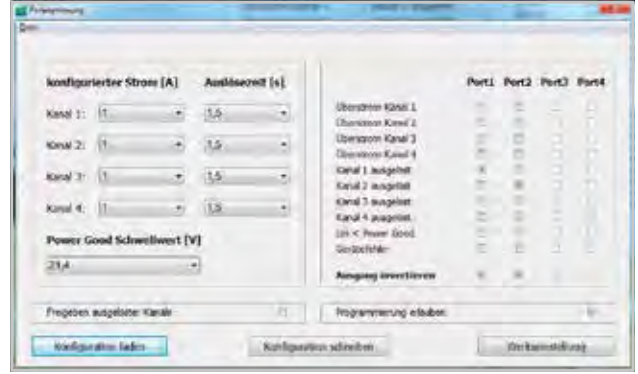 Parametrierung
Datei
konfigurierter Strom [A]
Auslösezeit [s]
Kanal 1:
1
1,5
Kanal 2:
1
1,5
Kanal 3:
1
1,5
Kanal 4:
1
1,5
Power Good Schwellwert [V]
21,4
Port1 Port2 Port3 Port4
Überstrom Kanal 1
Überstrom Kanal 2
Überstrom Kanal 3
Überstrom Kanal 4
Kanal 1 ausgelöst
Kanal 2 ausgelöst
Kanal 3 ausgelöst
Kanal 4 ausgelöst
Uin < Power Good
Gerätefehler
Ausgang invertieren
Freigeben ausgelöster Kanäle
Programmierung erlauben
Konfiguration laden
Konfiguration schreiben
Werkseinstellung